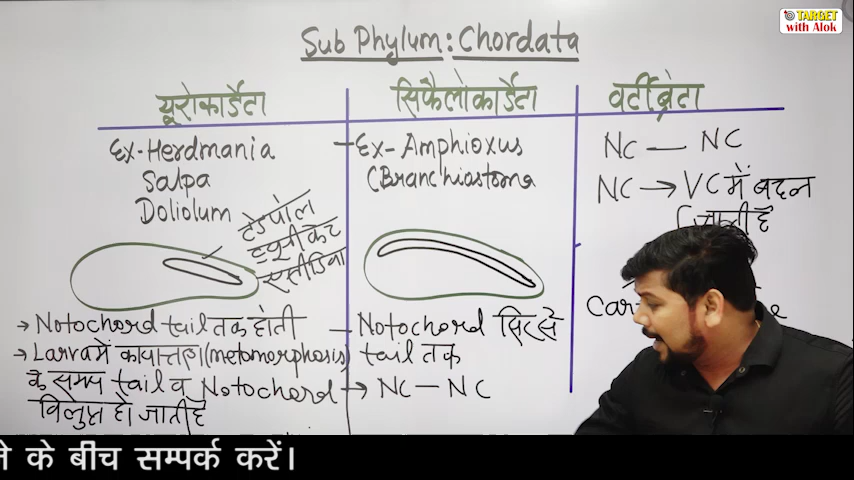 TARGET
with Alok
Sub Phylum: Chordata
यूरोकार्डेटा
Ex-Herdmania
Salpa
Doliolum
टेडपोल
ट्यूनीकेट
एसीडिया
→ Notochord tail तक होती
→ Larva में कायान्तरण (metamorphosis)
के समय tail व Notochord
विलुप्त हो जाती है
सिफैलोकार्डेटा
Ex-Amphioxus
(Branchiostoma
Notochord सिर से
tail तक
→ NC - NC
वर्टीब्रेटा
NC — NC
NC → VC में बदल
जाती है
के बीच सम्पर्क करें।